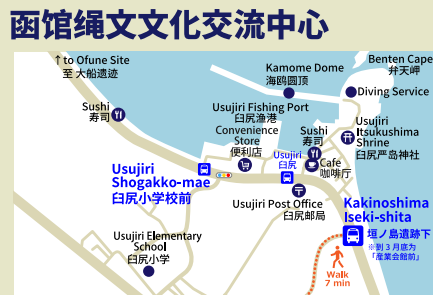 函馆绳文文化交流中心
↑to Ofune Site
至 大船遗迹
Kamome Dome
海鸥圆顶
Benten Cape
弁天岬
Diving Service
Sushi
寿司
Usujiri Fishing Port
臼尻渔港
Convenience
Store
便利店
Sushi
寿司
Usujiri
Itsukushima
Shrine
臼尻严岛神社
Usujiri
臼尻
Cafe
咖啡厅
Usujiri
Shogakko-mae
臼尻小学校前
Usujiri Post Office
臼尻邮局
Kakinoshima
Iseki-shita
垣ノ島遺跡下
※到3月底为
「産業会館前」
Usujiri Elementary
School
臼尻小学
Walk
7 min